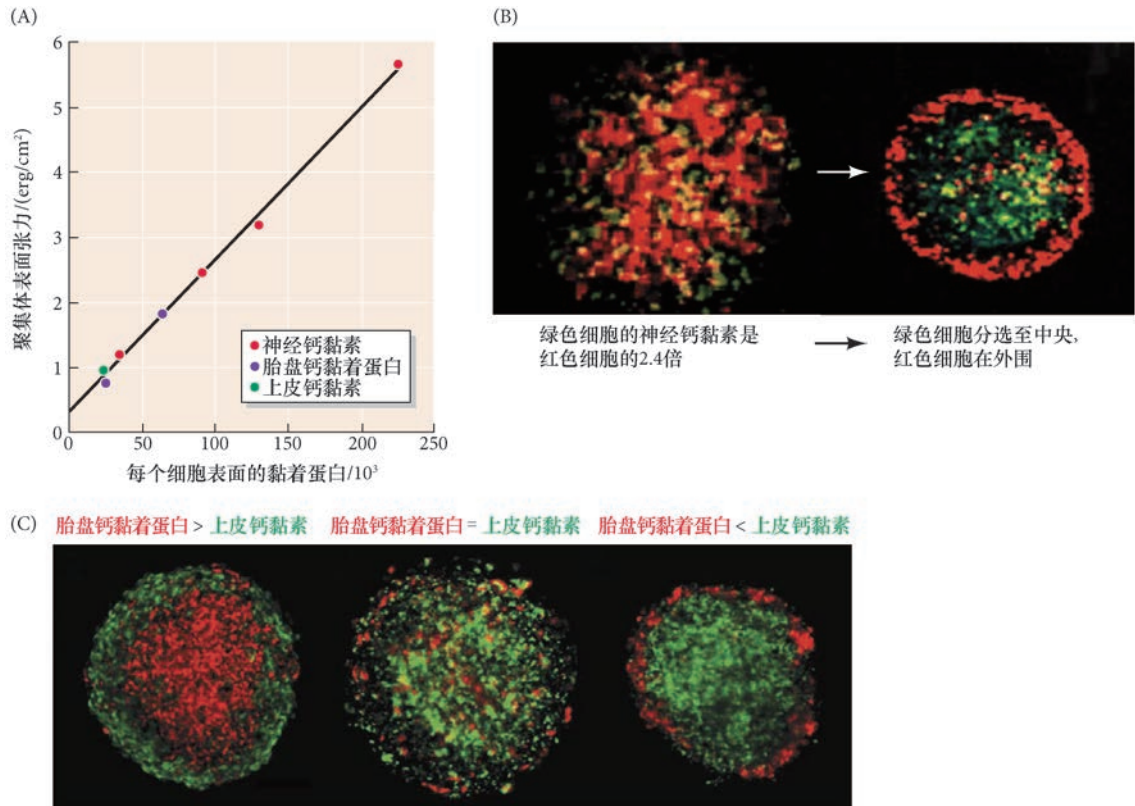 (A)
6
5
4
3
2
1
0
聚集体表面张力/(erg/cm²)
0 50 100 150 200 250
每个细胞表面的黏着蛋白/10³
神经钙黏素
胎盘钙黏着蛋白
上皮钙黏素
(B)
绿色细胞的神经钙黏素是
红色细胞的2.4倍
绿色细胞分选至中央,
红色细胞在外围
(C)
胎盘钙黏着蛋白 > 上皮钙黏素
胎盘钙黏着蛋白 = 上皮钙黏素
胎盘钙黏着蛋白 < 上皮钙黏素